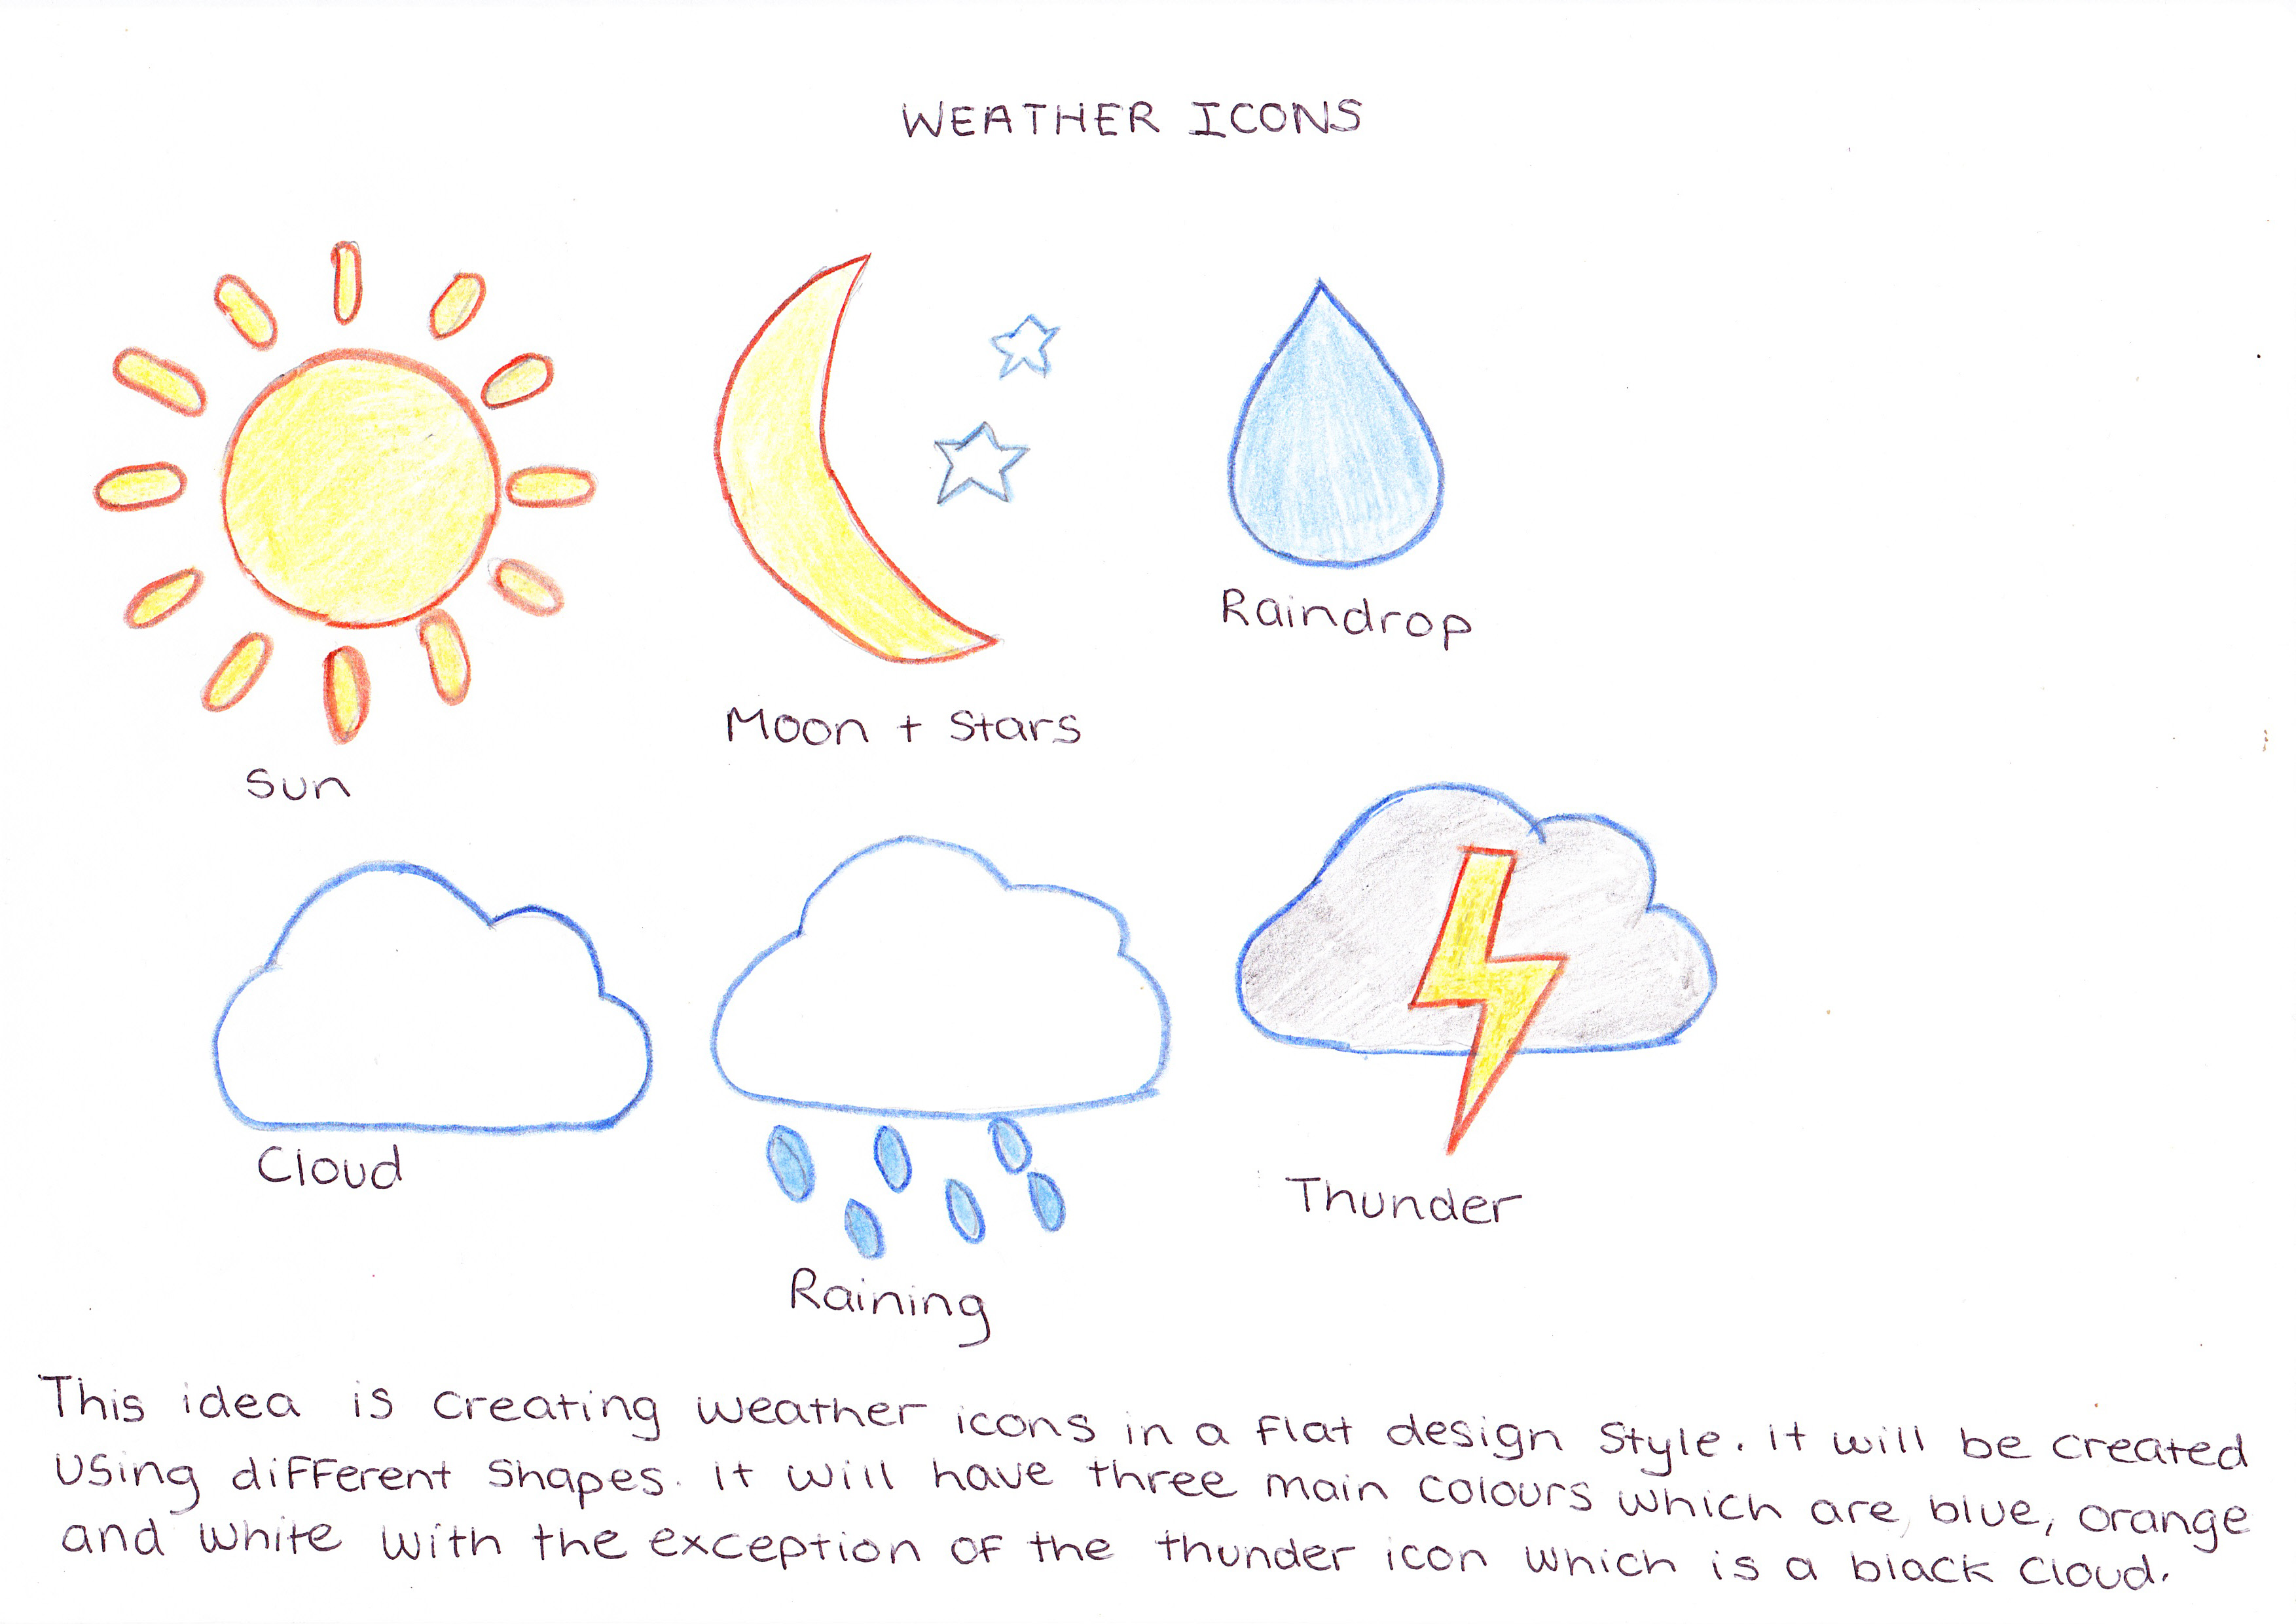 WEATHER ICONS
Sun
Moon + Stars
Raindrop
Cloud
Raining
Thunder
This idea is creating weather icons in a flat design style. it will be created
using different shapes. it will have three main colours which are blue, orange
and white with the exception of the thunder icon which is a black cloud.